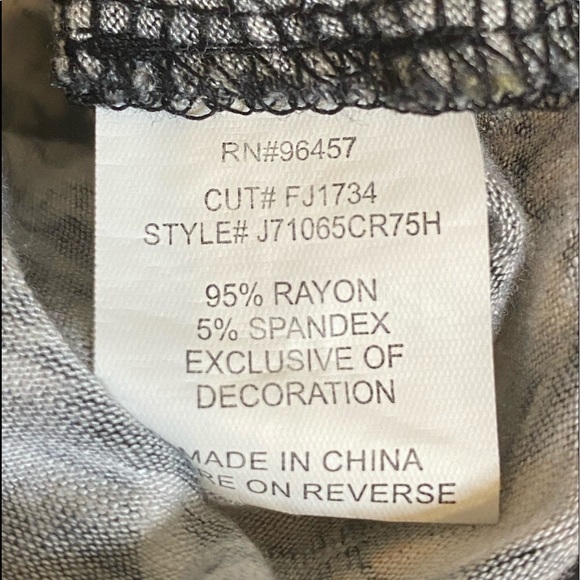 RN#96457
CUT# FJ1734
STYLE# J71065CR75H
95% RAYON
5% SPANDEX
EXCLUSIVE OF
DECORATION
MADE IN CHINA
ON REVERSE